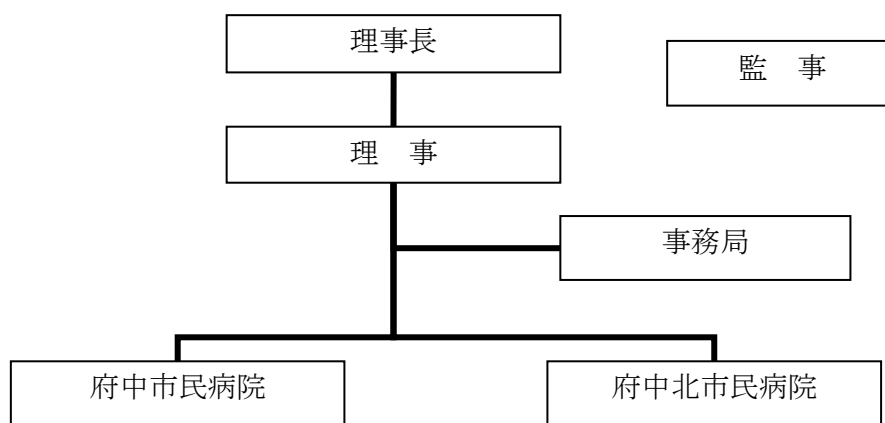 理事長
監　事
理　事
事務局
府中市民病院
府中北市民病院